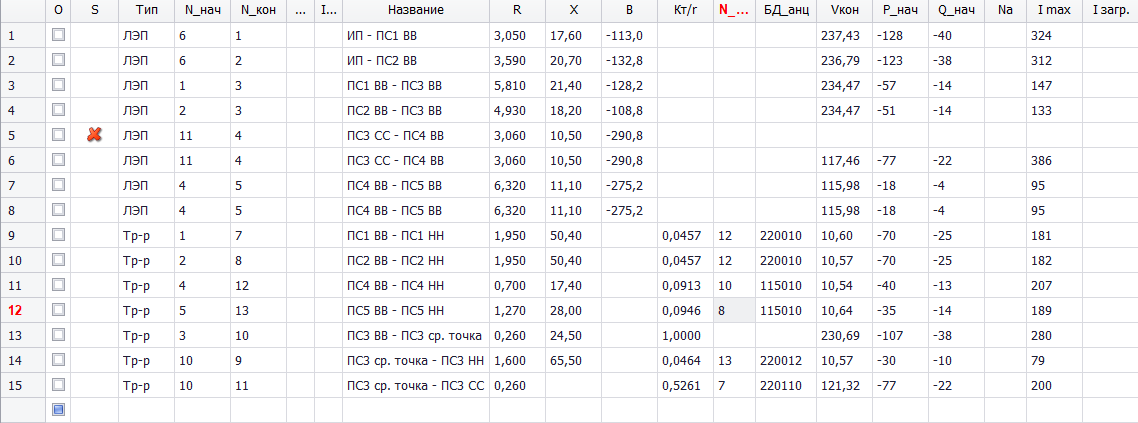 O S Тип N_нач N_кон ... I... Название R X B Кт/r N_... БД_анц Vкон P_нач Q_нач Na I max I загр.
1 ЛЭП 6 1 ИП - ПС1 ВВ 3,050 17,60 -113,0 237,43 -128 -40 324
2 ЛЭП 6 2 ИП - ПС2 ВВ 3,590 20,70 -132,8 236,79 -123 -38 312
3 ЛЭП 1 3 ПС1 ВВ - ПС3 ВВ 5,810 21,40 -128,2 234,47 -57 -14 147
4 ЛЭП 2 3 ПС2 ВВ - ПС3 ВВ 4,930 18,20 -108,8 234,47 -51 -14 133
5 ЛЭП 11 4 ПС3 СС - ПС4 ВВ 3,060 10,50 -290,8
6 ЛЭП 11 4 ПС3 СС - ПС4 ВВ 3,060 10,50 -290,8 117,46 -77 -22 386
7 ЛЭП 4 5 ПС4 ВВ - ПС5 ВВ 6,320 11,10 -275,2 115,98 -18 -4 95
8 ЛЭП 4 5 ПС4 ВВ - ПС5 ВВ 6,320 11,10 -275,2 115,98 -18 -4 95
9 Тр-р 1 7 ПС1 ВВ - ПС1 НН 1,950 50,40 0,0457 12 220010 10,60 -70 -25 181
10 Тр-р 2 8 ПС2 ВВ - ПС2 НН 1,950 50,40 0,0457 12 220010 10,57 -70 -25 182
11 Тр-р 4 12 ПС4 ВВ - ПС4 НН 0,700 17,40 0,0913 10 115010 10,54 -40 -13 207
12 Тр-р 5 13 ПС5 ВВ - ПС5 НН 1,270 28,00 0,0946 8 115010 10,64 -35 -14 189
13 Тр-р 3 10 ПС3 ВВ - ПС3 ср. точка 0,260 24,50 1,0000 230,69 -107 -38 280
14 Тр-р 10 9 ПС3 ср. точка - ПС3 НН 1,600 65,50 0,0464 13 220012 10,57 -30 -10 79
15 Тр-р 10 11 ПС3 ср. точка - ПС3 СС 0,260 0,5261 7 220110 121,32 -77 -22 200